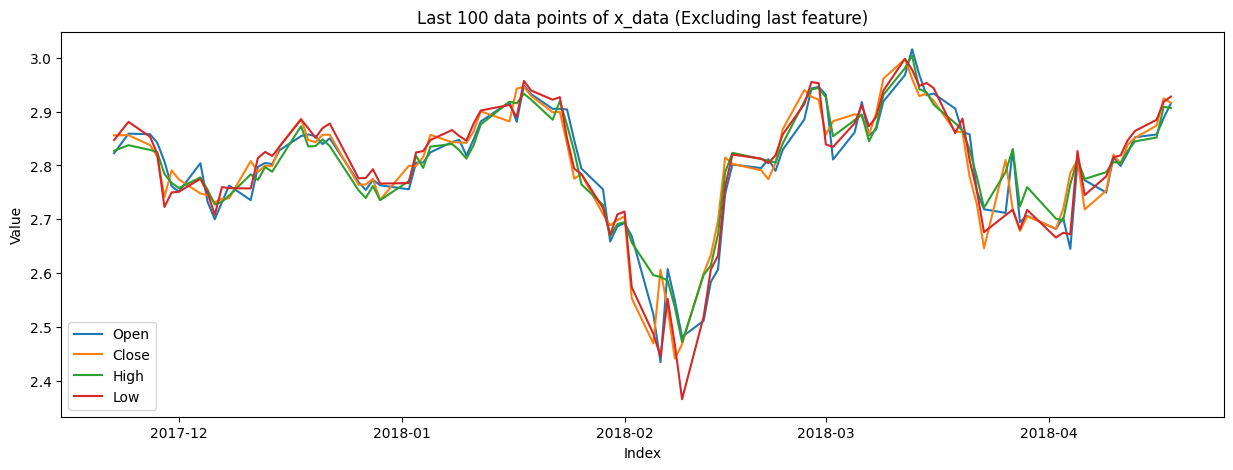 Last 100 data points of x_data (Excluding last feature)
Value
3.0
2.9
2.8
2.7
2.6
2.5
2.4
Open
Close
High
Low
2017-12 2018-01 2018-02 2018-03 2018-04
Index